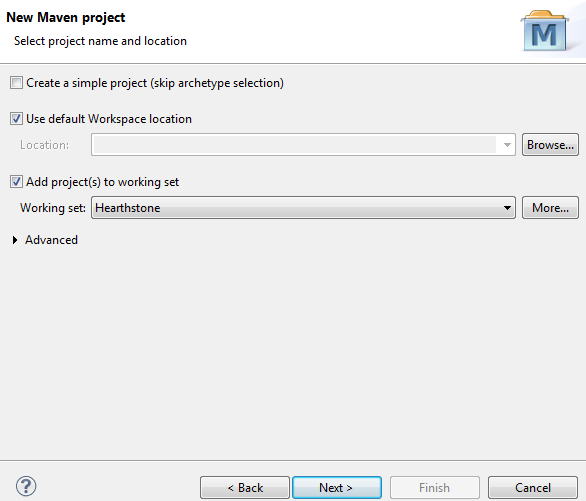 New Maven project
Select project name and location
M
Create a simple project (skip archetype selection)
Use default Workspace location
Location:
Browse...
Add project(s) to working set
Working set: Hearthstone
More...
Advanced
?
< Back
Next >
Finish
Cancel